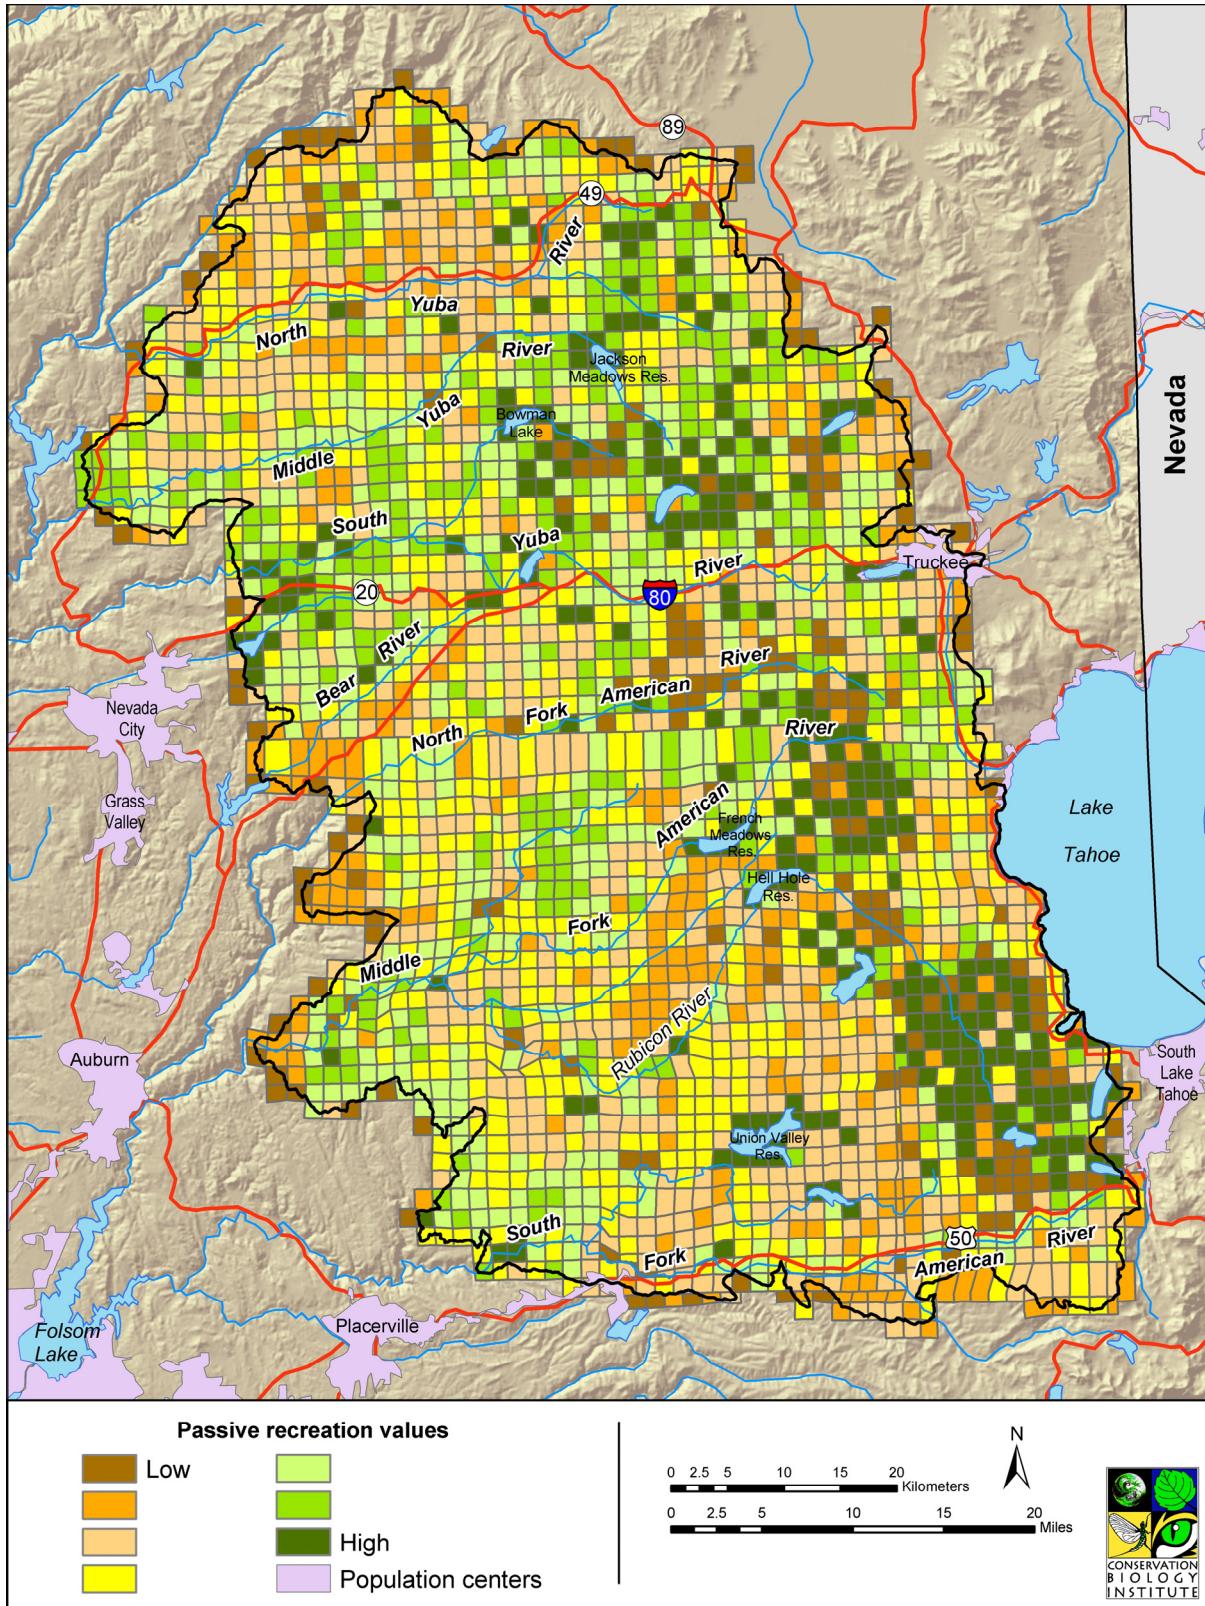 89
49
River
Yuba
North
River
Jackson
Meadows Res.
Yuba
Bowman
Lake
Middle
Nevada
South
Yuba
River
Truckee
20
80
River
Bear
River
American
Fork
North
River
Nevada
City
Grass
Valley
American
French
Meadows
Res.
Lake
Tahoe
Hell Hole
Res.
Fork
Middle
Rubicon River
Auburn
South
Lake
Tahoe
Union Valley
Res.
South
Fork
50
River
American
Placerville
Folsom
Lake
Passive recreation values
Low
High
Population centers
N
0 2.5 5 10 15 20
Kilometers
0 2.5 5 10 15 20
Miles
CONSERVATION
BIOLOGY
INSTITUTE